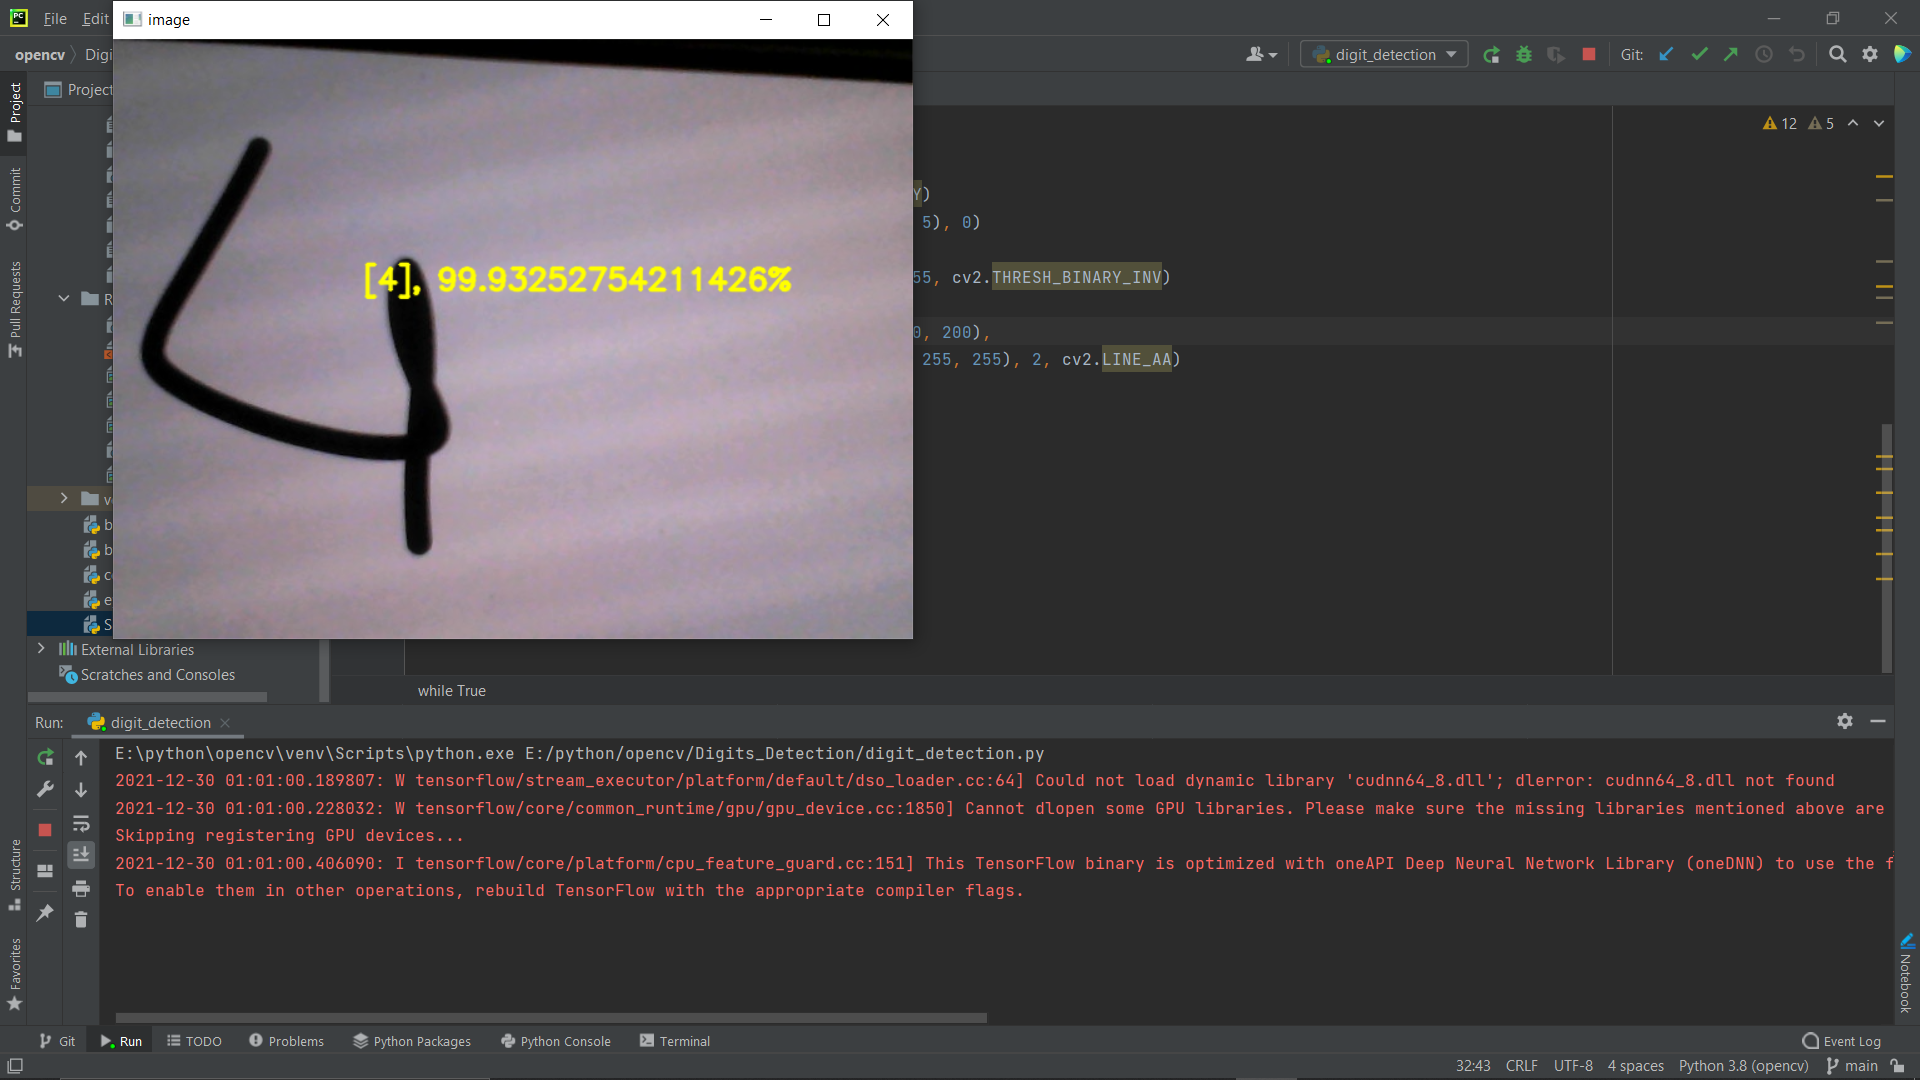 File Edit
image
opencv Digi
digit_detection
Git:
Project
12 5
Project
Commit
Pull Requests
[4], 99.93252754211426%
Y)
5), 0)
55, cv2.THRESH_BINARY_INV)
0, 200),
255, 255), 2, cv2.LINE_AA)
R
v
b
b
c
e
S
External Libraries
Scratches and Consoles
while True
Run: digit_detection
E:\python\opencv\venv\Scripts\python.exe E:/python/opencv/Digits_Detection/digit_detection.py
2021-12-30 01:01:00.189807: W tensorflow/stream_executor/platform/default/dso_loader.cc:64] Could not load dynamic library 'cudnn64_8.dll'; dlerror: cudnn64_8.dll not found
2021-12-30 01:01:00.228032: W tensorflow/core/common_runtime/gpu/gpu_device.cc:1850] Cannot dlopen some GPU libraries. Please make sure the missing libraries mentioned above are
Skipping registering GPU devices...
2021-12-30 01:01:00.406090: I tensorflow/core/platform/cpu_feature_guard.cc:151] This TensorFlow binary is optimized with oneAPI Deep Neural Network Library (oneDNN) to use the f
To enable them in other operations, rebuild TensorFlow with the appropriate compiler flags.
Structure
Favorites
Notebook
Git Run TODO Problems Python Packages Python Console Terminal Event Log
32:43 CRLF UTF-8 4 spaces Python 3.8 (opencv) main
4